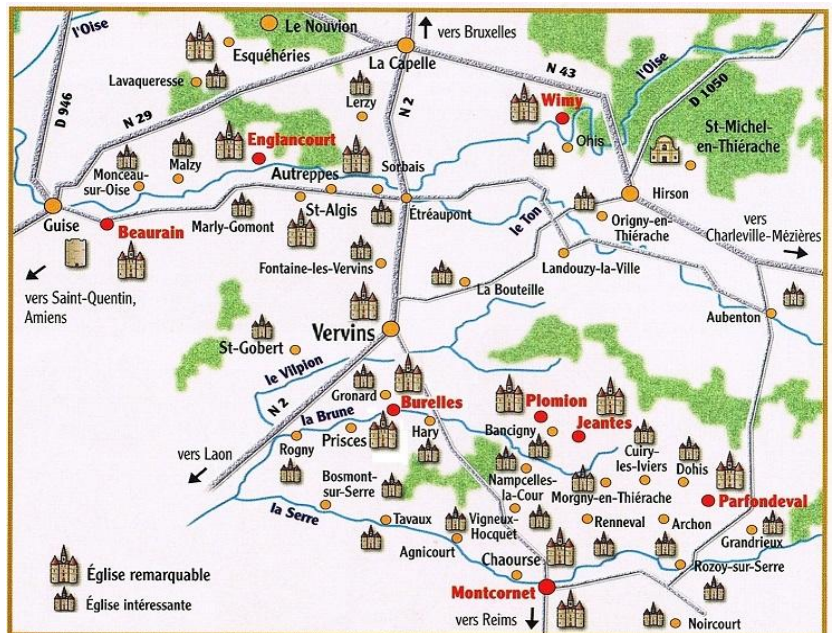 l'Oise
Le Nouvion
Esquéhéries
vers Bruxelles
La Capelle
Lavaqueresse
N 43
l'Oise
D 1050
D 946
N 29
Lerzy
N 2
Wimy
St-Michel-
en-Thiérache
Englancourt
Ohis
Monceau-
sur-Oise
Malzy
Autreppes
Sorbais
Hirson
Guise
Beaurain
Marly-Gomont
St-Algis
Étréaupont
le Ton
Origny-en-
Thiérache
vers
Charleville-Mézières
vers Saint-Quentin,
Amiens
Fontaine-les-Vervins
Landouzy-la-Ville
La Bouteille
Aubenton
Vervins
St-Gobert
le Vilpion
N 2
Gronard
la Brune
Burelles
Plomion
Jeantes
Rogny
Prisces
Hary
Bancigny
Cuiry-
les-Iviers
Dohis
vers Laon
Bosmont-
sur-Serre
Nampcelles-
la-Cour
Morgny-en-Thiérache
Parfondeval
la Serre
Tavaux
Vigneux-
Hocquet
Renneval
Archon
Grandrieux
Agnicourt
Chaourse
Rozoy-sur-Serre
Montcornet
vers Reims
Noircourt
Église remarquable
Église intéressante